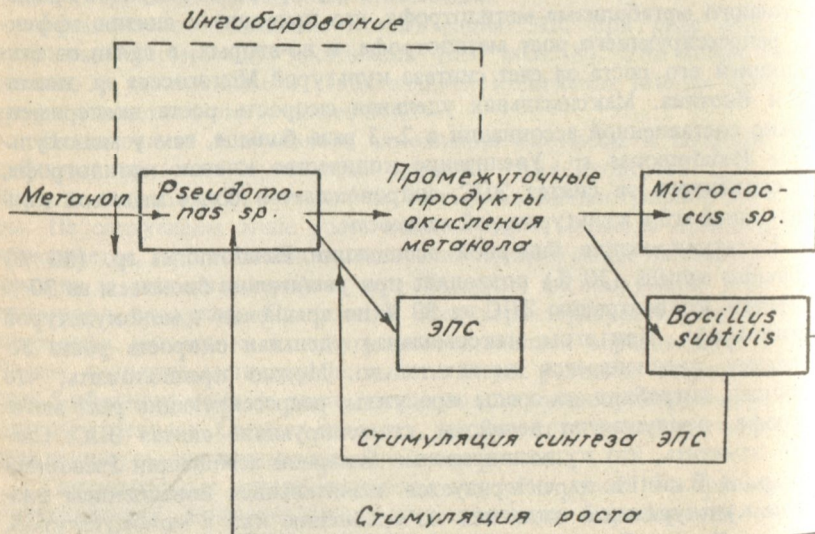 Ингибирование
Метанол
Pseudomo-
nas sp.
Промежуточные
продукты
окисления
метанола
Micrococ-
cus sp.
ЭПС
Bacillus
subtilis
Стимуляция синтеза ЭПС
Стимуляция роста